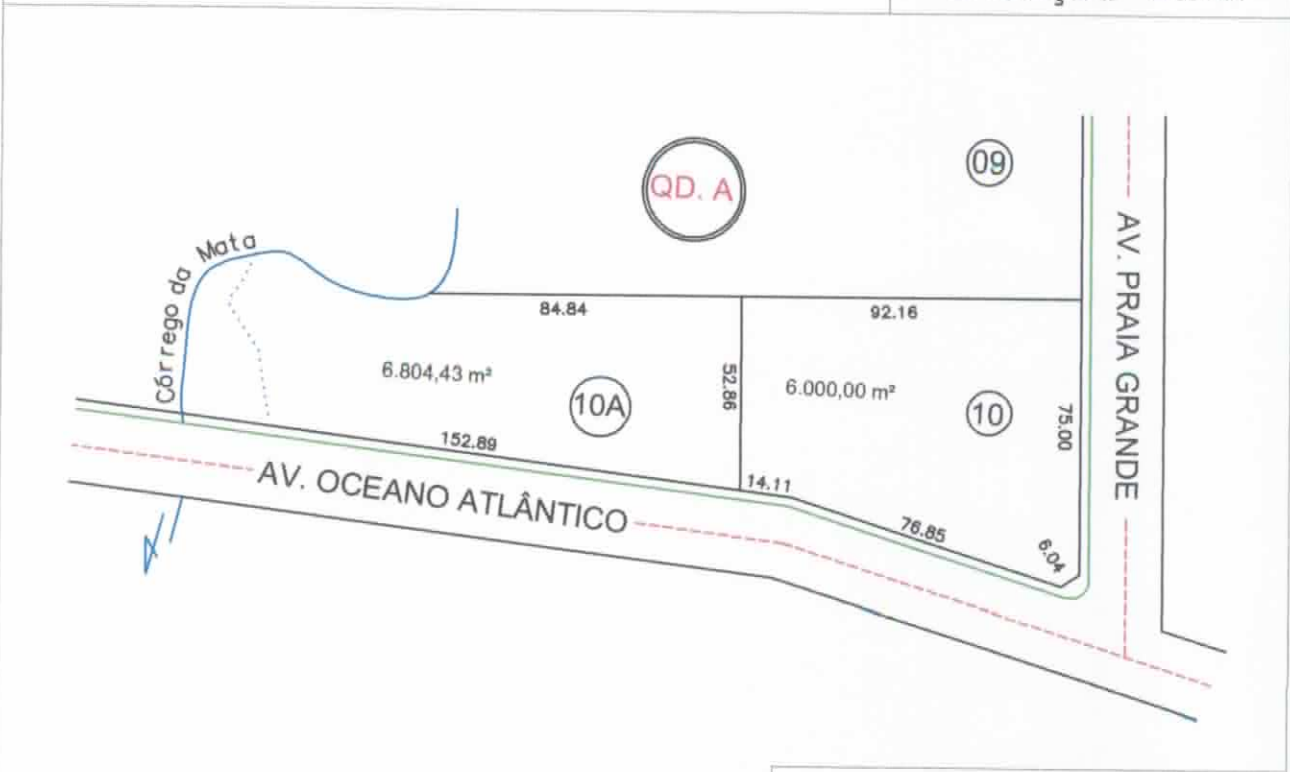 09
QD. A
Córrego da Mata
84.84
92.16
6.804,43 m²
52.86
6.000,00 m²
10A
10
75.00
AV. PRAIA GRANDE
152.89
14.11
AV. OCEANO ATLÂNTICO
76.85
6.04